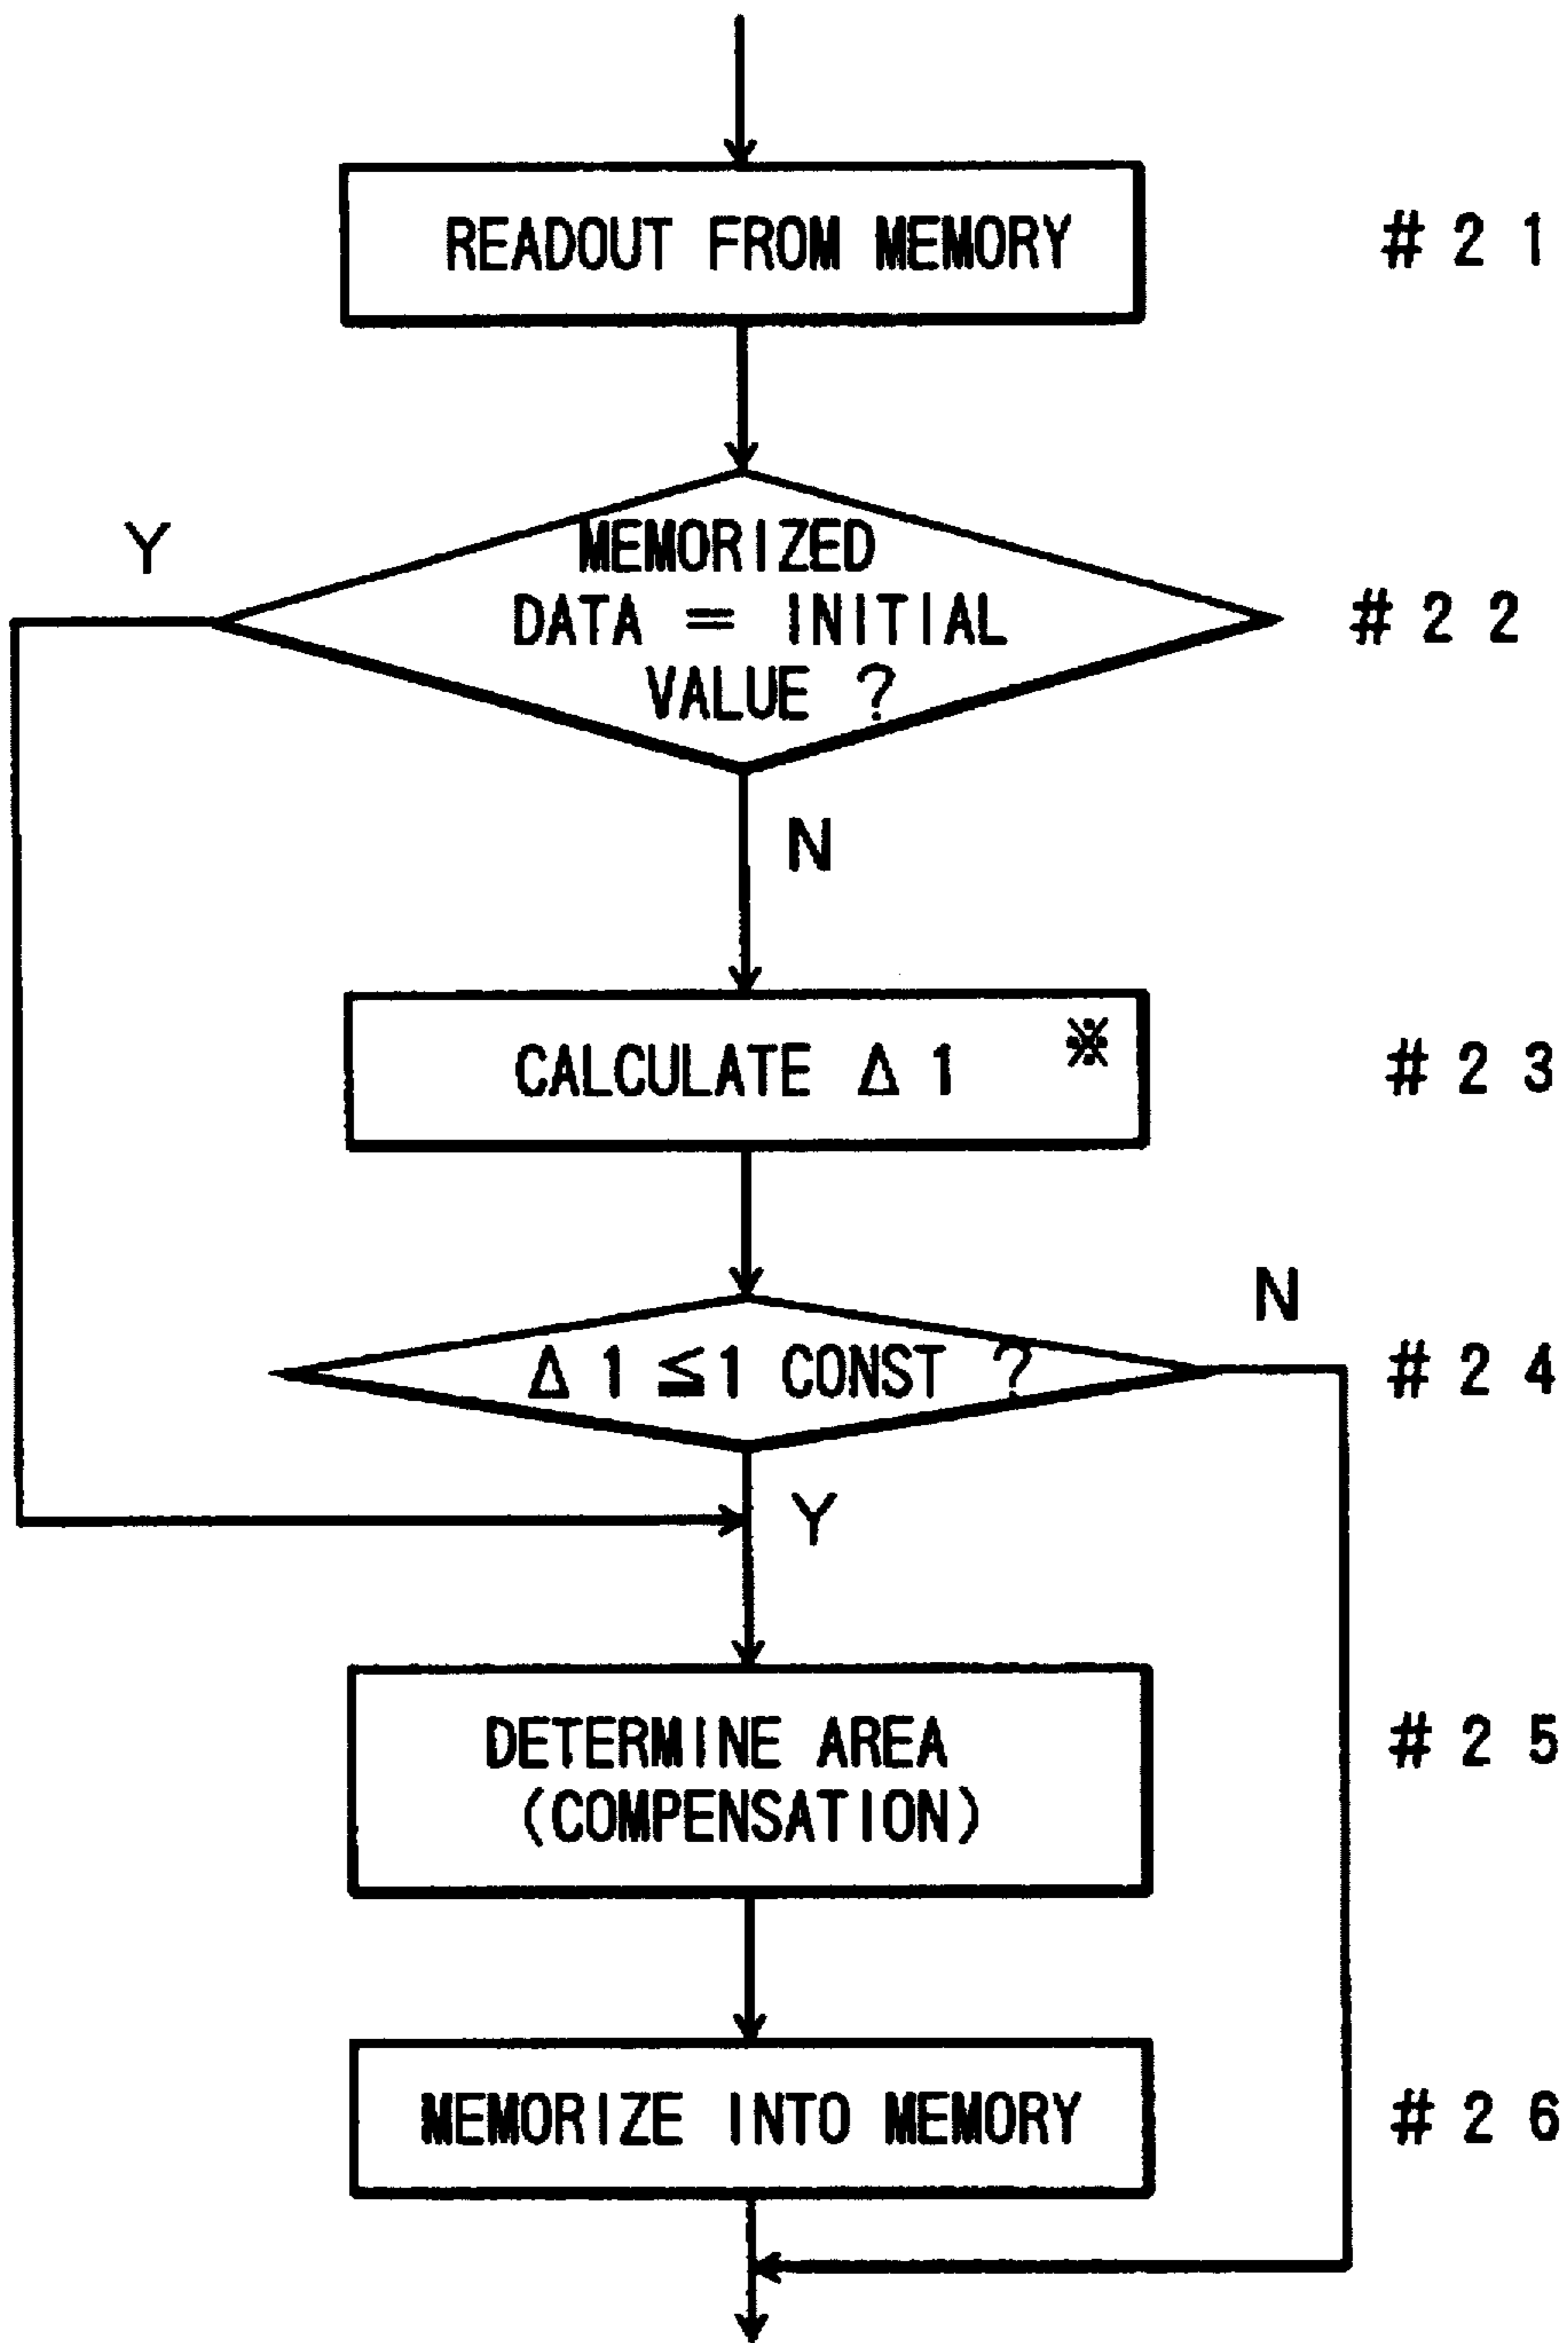 READOUT FROM MEMORY
#21
Y
MEMORIZED
DATA = INITIAL
VALUE ?
#22
N
CALCULATE Δ1 ※
#23
N
Δ1 ≦1 CONST ?
#24
Y
DETERMINE AREA
(COMPENSATION)
#25
MEMORIZE INTO MEMORY
#26